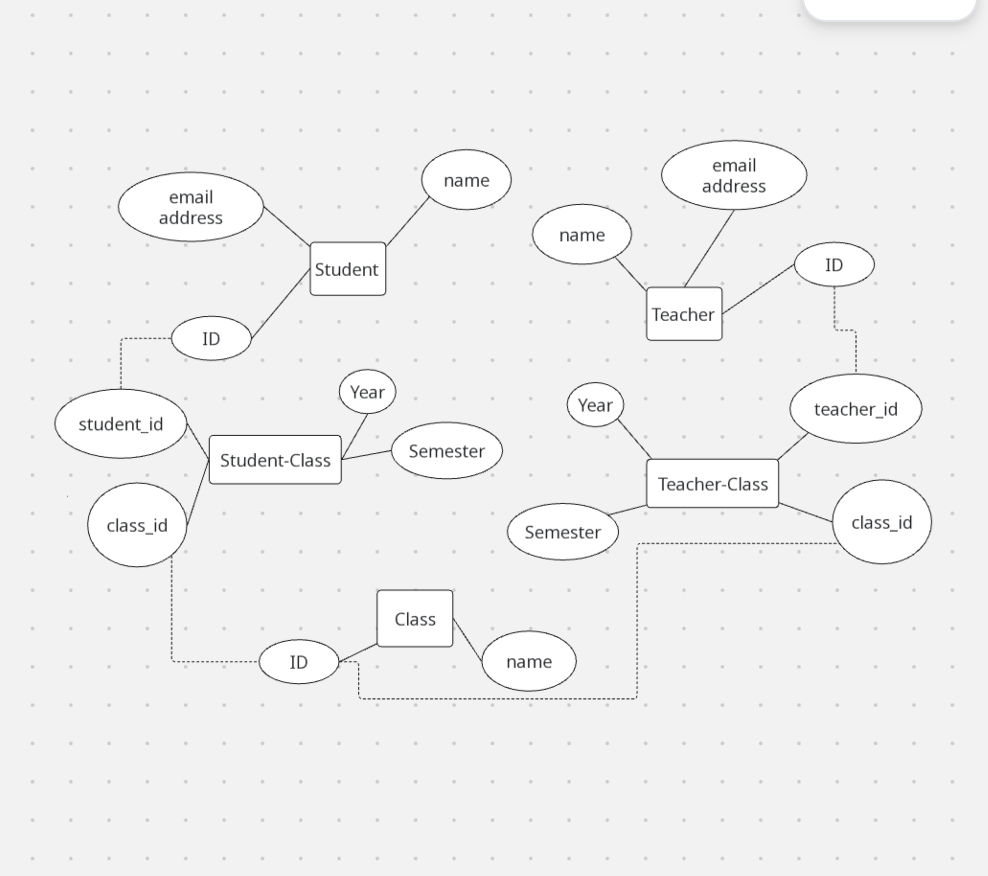 email
address
name
Student
ID
email
address
name
ID
Teacher
student_id
Year
Student-Class
Semester
class_id
Year
teacher_id
Teacher-Class
Semester
class_id
Class
ID
name